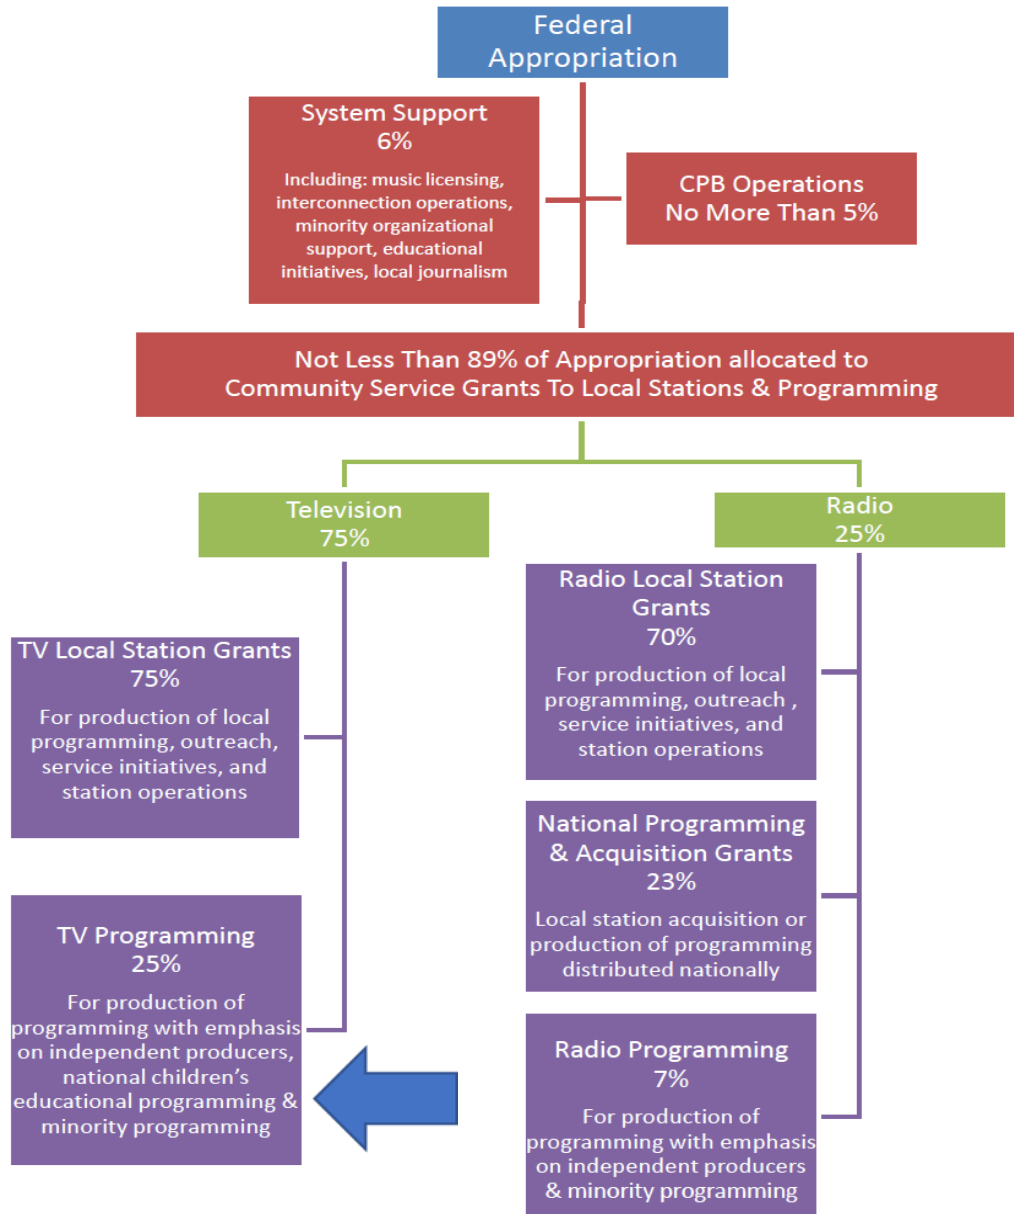 Federal
Appropriation
System Support
6%
Including: music licensing,
interconnection operations,
minority organizational
support, educational
initiatives, local journalism
CPB Operations
No More Than 5%
Not Less Than 89% of Appropriation allocated to
Community Service Grants To Local Stations & Programming
Television
75%
Radio
25%
TV Local Station Grants
75%
For production of local
programming, outreach,
service initiatives, and
station operations
TV Programming
25%
For production of
programming with emphasis
on independent producers,
national children’s
educational programming &
minority programming
Radio Local Station
Grants
70%
For production of local
programming, outreach ,
service initiatives, and
station operations
National Programming
& Acquisition Grants
23%
Local station acquisition or
production of programming
distributed nationally
Radio Programming
7%
For production of
programming with emphasis
on independent producers
& minority programming